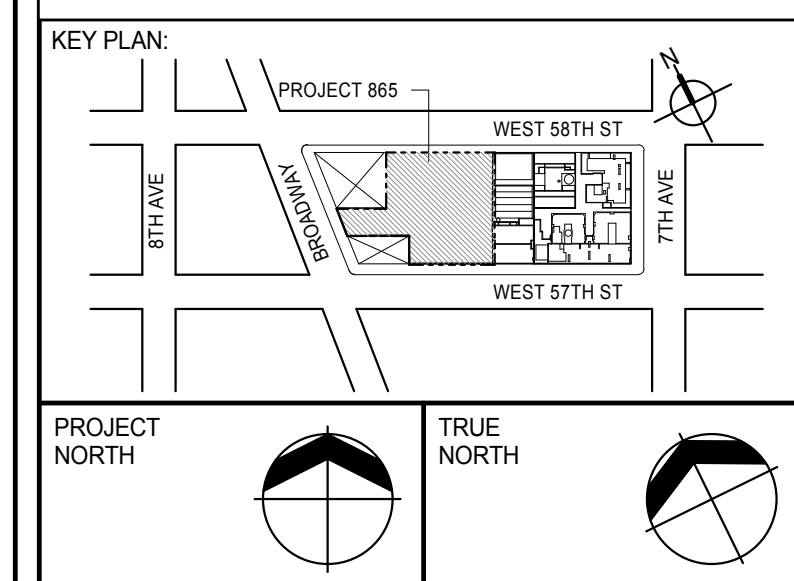 KEY PLAN:
N
PROJECT 865
WEST 58TH ST
8TH AVE
BROADWAY
7TH AVE
WEST 57TH ST
PROJECT
NORTH
TRUE
NORTH